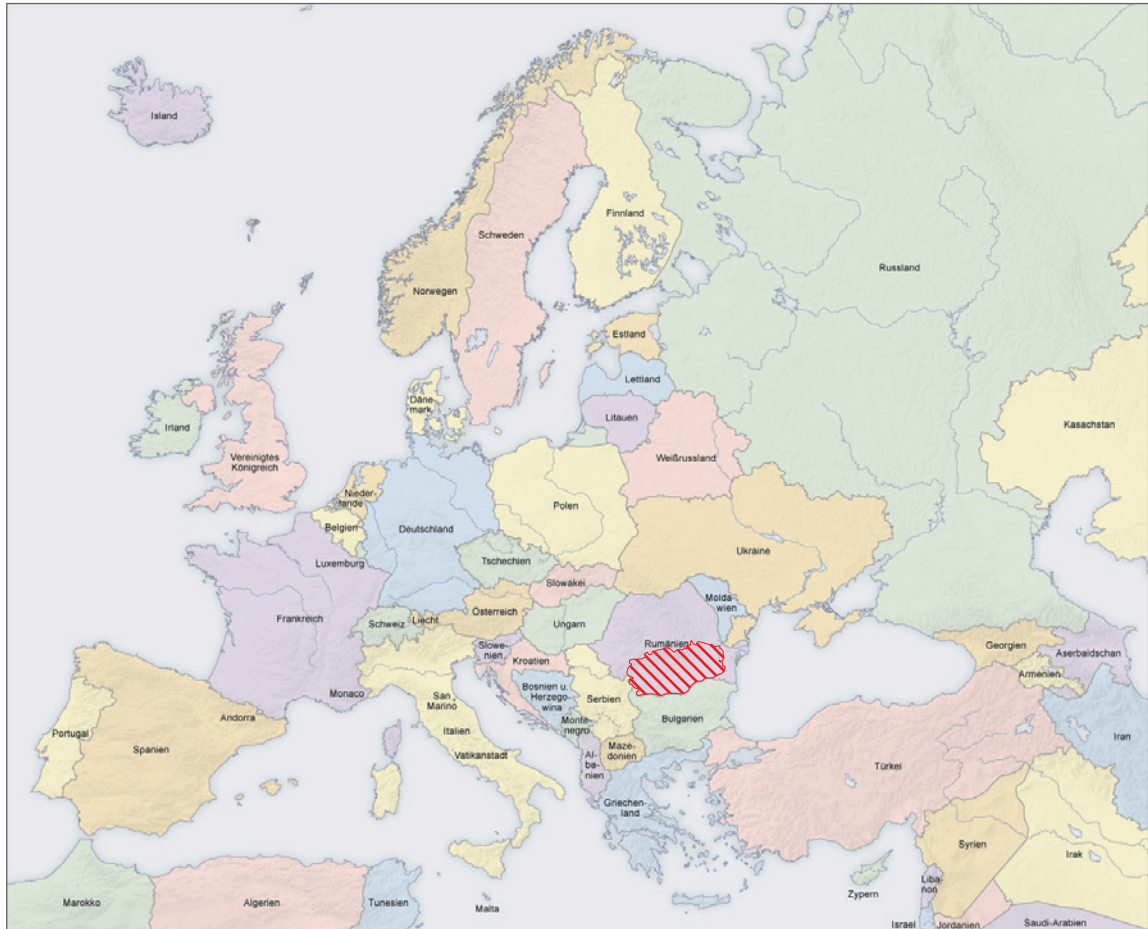 Island
Finnland
Schweden
Russland
Norwegen
Estland
Lettland
Däne-
mark
Litauen
Irland
Kasachstan
Vereinigtes
Königreich
Weißrussland
Nieder-
lande
Polen
Belgien
Deutschland
Ukraine
Tschechien
Luxemburg
Slowakei
Molda-
wien
Österreich
Frankreich
Schweiz
Liecht
Ungarn
Rumänien
Slowe-
nien
Georgien
Aserbaidschan
Kroatien
Armenien
Monaco
San
Marino
Bosnien u.
Herzego-
wina
Serbien
Andorra
Bulgarien
Monte-
negro
Portugal
Spanien
Italien
Iran
Vatikanstadt
Maze-
donien
Al-
ba-
nien
Türkei
Griechen-
land
Syrien
Irak
Liba-
non
Zypern
Marokko
Algerien
Tunesien
Malta
Israel
Jordanien
Saudi-Arabien